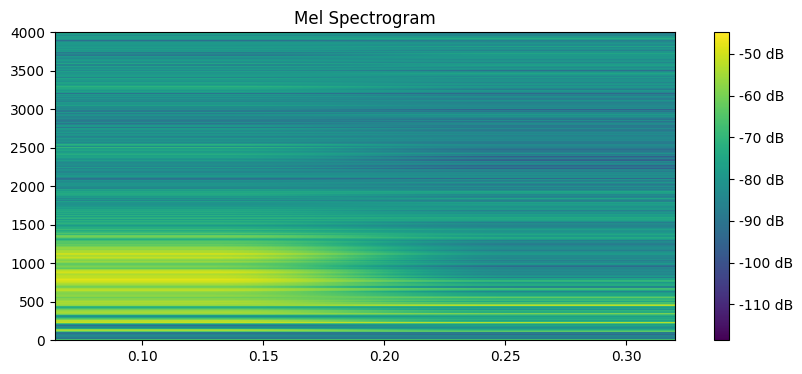 Mel Spectrogram
4000
3500
3000
2500
2000
1500
1000
500
0
0.10 0.15 0.20 0.25 0.30
-50 dB
-60 dB
-70 dB
-80 dB
-90 dB
-100 dB
-110 dB